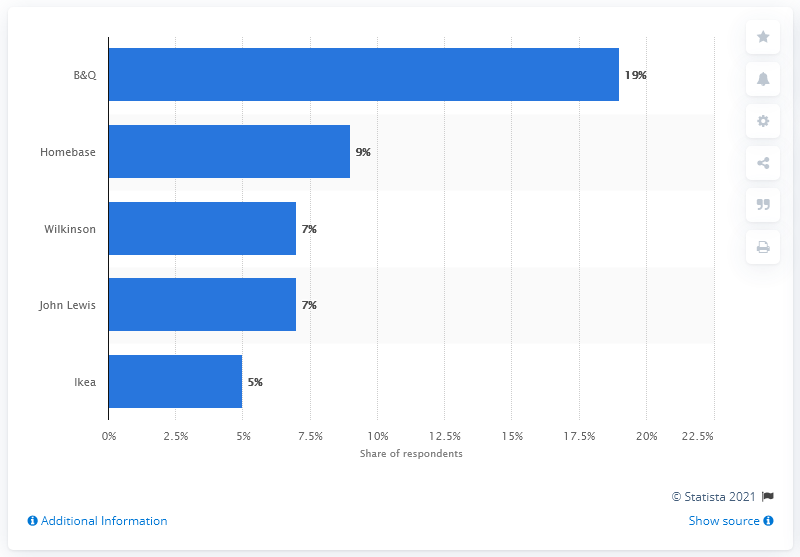 B&Q 19%
Homebase 9%
Wilkinson 7%
John Lewis 7%
Ikea 5%
0% 2.5% 5% 7.5% 10% 12.5% 15% 17.5% 20% 22.5%
Share of respondents
© Statista 2021
Additional Information Show source